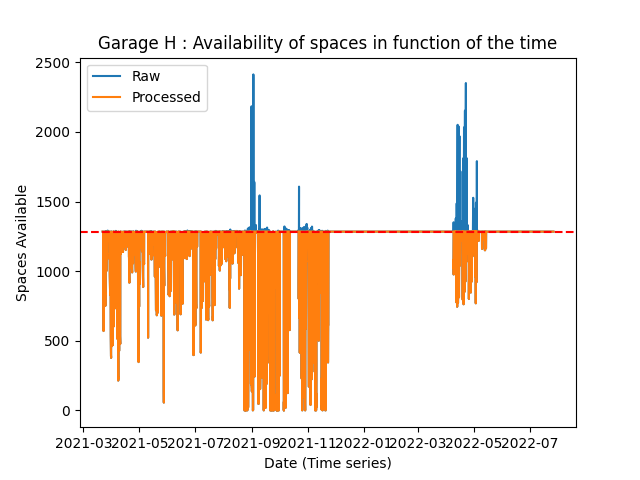 Garage H : Availability of spaces in function of the time
Raw
Processed
2500
2000
1500
1000
500
0
Spaces Available
2021-03 2021-05 2021-07 2021-09 2021-11 2022-01 2022-03 2022-05 2022-07
Date (Time series)